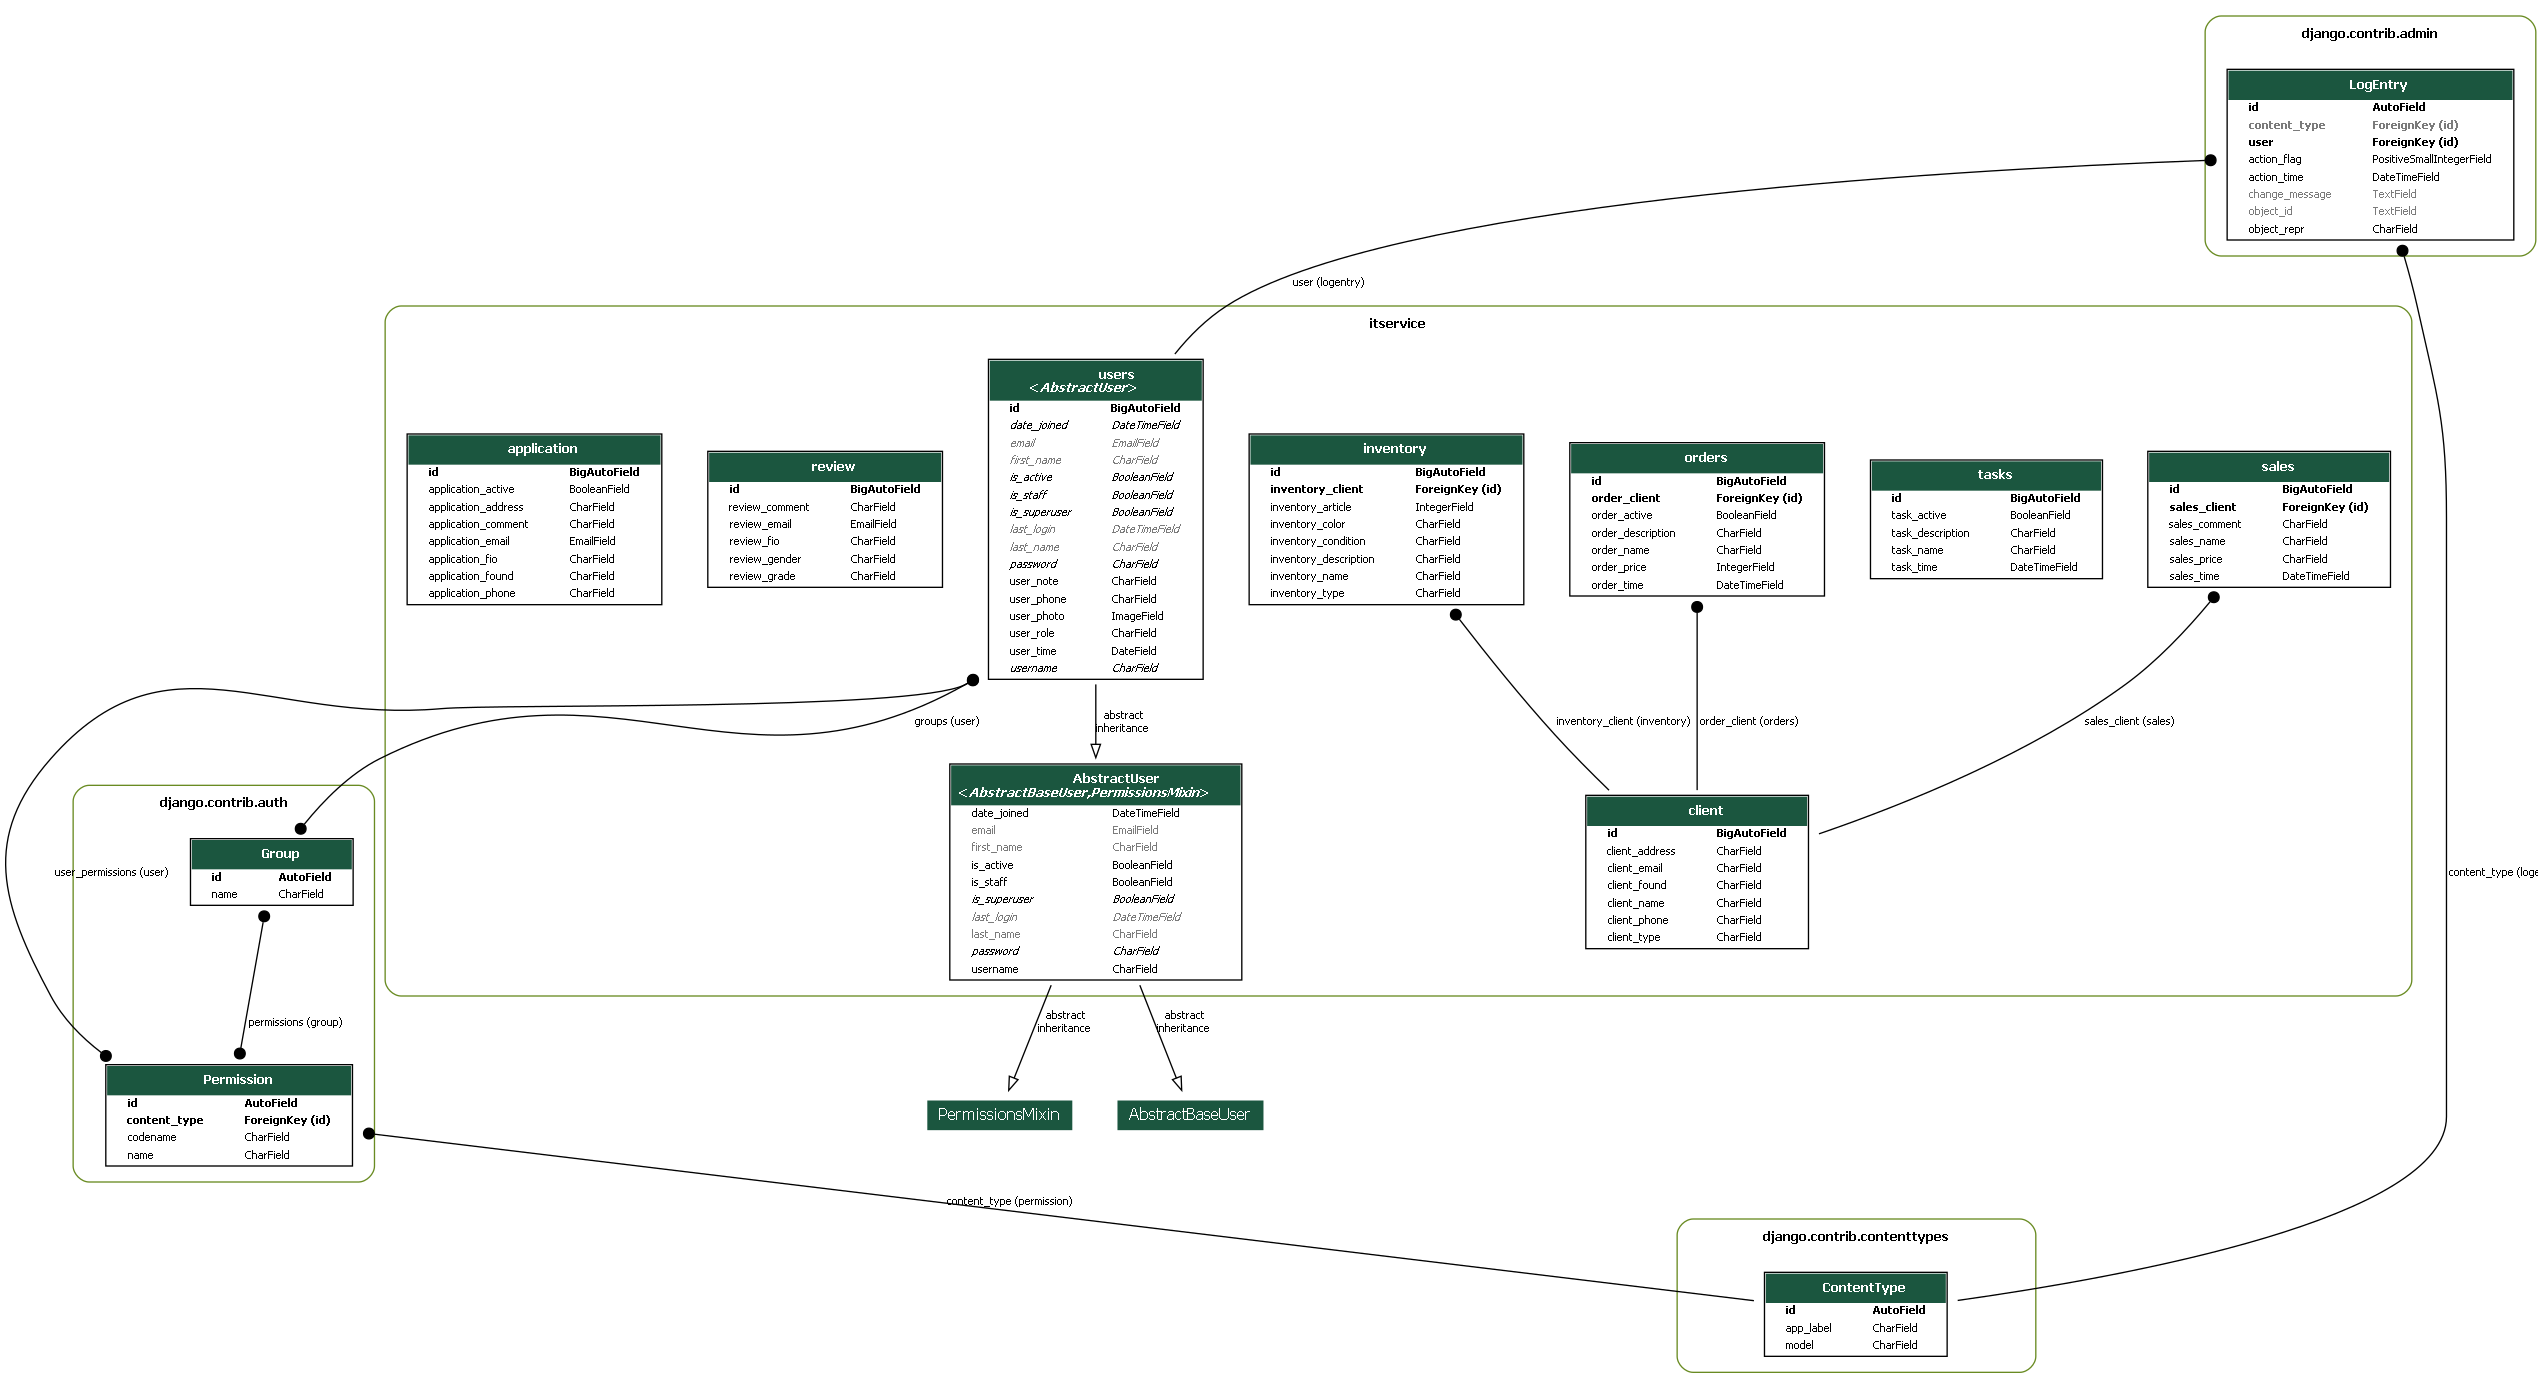 django.contrib.admin
LogEntry
id AutoField
content_type ForeignKey (id)
user ForeignKey (id)
action_flag PositiveSmallIntegerField
action_time DateTimeField
change_message TextField
object_id TextField
object_repr CharField
user (logentry)
itservice
users
<AbstractUser>
id BigAutoField
date_joined DateTimeField
email EmailField
first_name CharField
is_active BooleanField
is_staff BooleanField
is_superuser BooleanField
last_login DateTimeField
last_name CharField
password CharField
user_note CharField
user_phone CharField
user_photo ImageField
user_role CharField
user_time DateField
username CharField
application
id BigAutoField
application_active BooleanField
application_address CharField
application_comment CharField
application_email EmailField
application_fio CharField
application_found CharField
application_phone CharField
review
id BigAutoField
review_comment CharField
review_email EmailField
review_fio CharField
review_gender CharField
review_grade CharField
inventory
id BigAutoField
inventory_client ForeignKey (id)
inventory_article IntegerField
inventory_color CharField
inventory_condition CharField
inventory_description CharField
inventory_name CharField
inventory_type CharField
orders
id BigAutoField
order_client ForeignKey (id)
order_active BooleanField
order_description CharField
order_name CharField
order_price IntegerField
order_time DateTimeField
tasks
id BigAutoField
task_active BooleanField
task_description CharField
task_name CharField
task_time DateTimeField
sales
id BigAutoField
sales_client ForeignKey (id)
sales_comment CharField
sales_name CharField
sales_price CharField
sales_time DateTimeField
groups (user)
abstract
inheritance
inventory_client (inventory)
order_client (orders)
sales_client (sales)
AbstractUser
<AbstractBaseUser,PermissionsMixin>
date_joined DateTimeField
email EmailField
first_name CharField
is_active BooleanField
is_staff BooleanField
is_superuser BooleanField
last_login DateTimeField
last_name CharField
password CharField
username CharField
client
id BigAutoField
client_address CharField
client_email CharField
client_found CharField
client_name CharField
client_phone CharField
client_type CharField
django.contrib.auth
Group
id AutoField
name CharField
user_permissions (user)
content_type (loge
permissions (group)
abstract
inheritance
abstract
inheritance
Permission
id AutoField
content_type ForeignKey (id)
codename CharField
name CharField
PermissionsMixin
AbstractBaseUser
content_type (permission)
django.contrib.contenttypes
ContentType
id AutoField
app_label CharField
model CharField